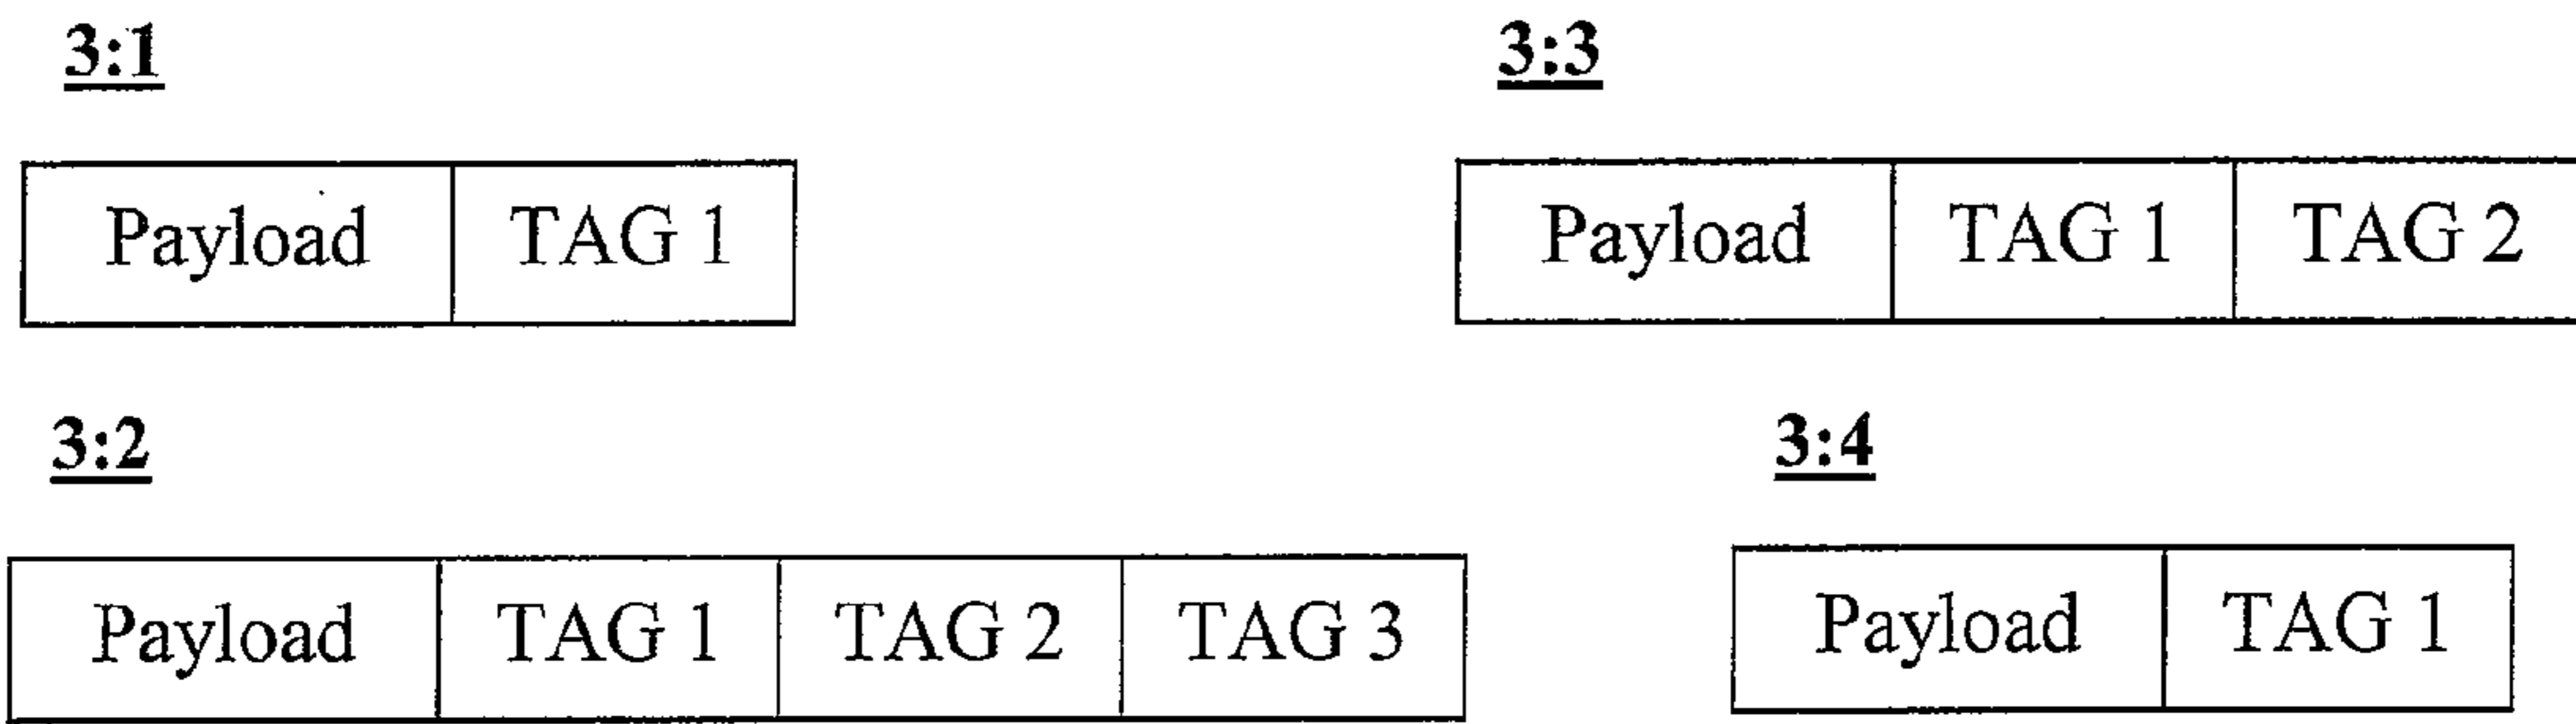 3:1
Payload TAG 1
3:2
Payload TAG 1 TAG 2 TAG 3
3:3
Payload TAG 1 TAG 2
3:4
Payload TAG 1